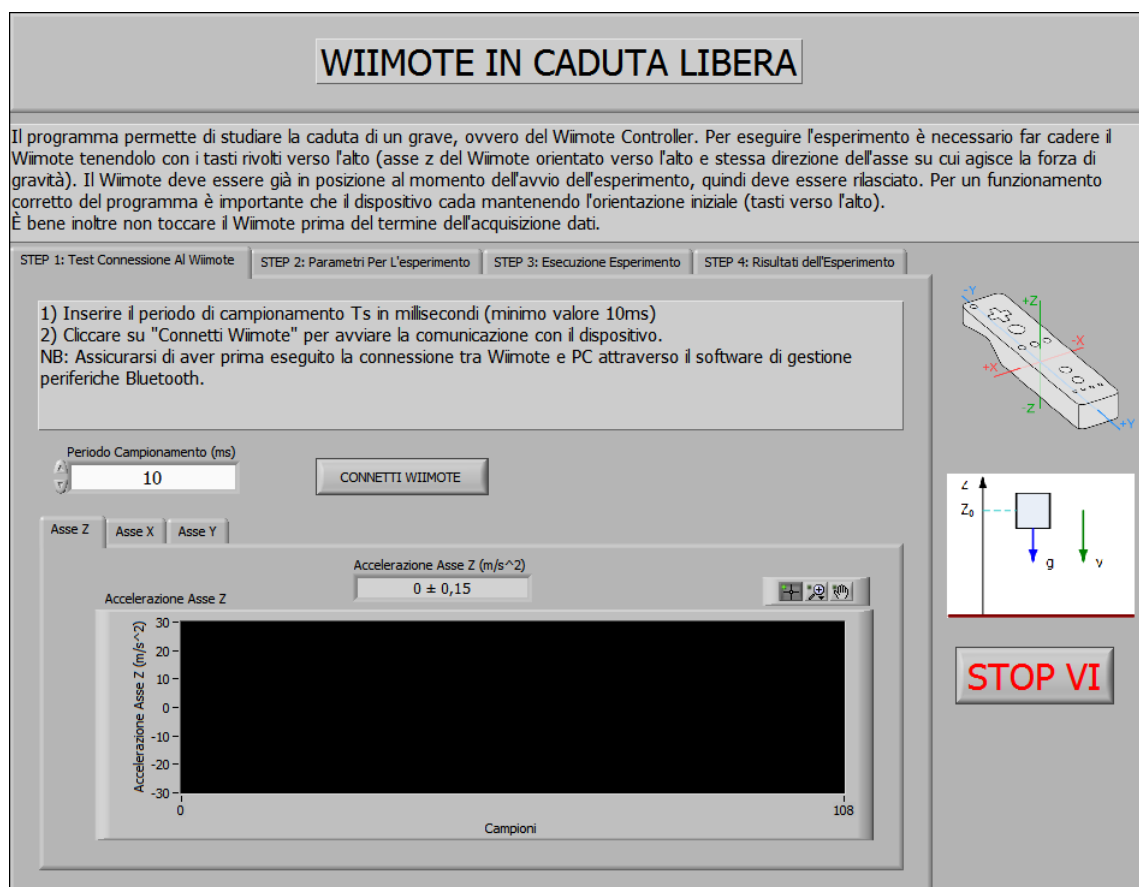 WIIMOTE IN CADUTA LIBERA
Il programma permette di studiare la caduta di un grave, ovvero del Wiimote Controller. Per eseguire l'esperimento è necessario far cadere il
Wiimote tenendolo con i tasti rivolti verso l'alto (asse z del Wiimote orientato verso l'alto e stessa direzione dell'asse su cui agisce la forza di
gravità). Il Wiimote deve essere già in posizione al momento dell'avvio dell'esperimento, quindi deve essere rilasciato. Per un funzionamento
corretto del programma è importante che il dispositivo cada mantenendo l'orientazione iniziale (tasti verso l'alto).
È bene inoltre non toccare il Wiimote prima del termine dell'acquisizione dati.
STEP 1: Test Connessione Al Wiimote
STEP 2: Parametri Per L'esperimento
STEP 3: Esecuzione Esperimento
STEP 4: Risultati dell'Esperimento
1) Inserire il periodo di campionamento Ts in millisecondi (minimo valore 10ms)
2) Cliccare su "Connetti Wiimote" per avviare la comunicazione con il dispositivo.
NB: Assicurarsi di aver prima eseguito la connessione tra Wiimote e PC attraverso il software di gestione
periferiche Bluetooth.
Periodo Campionamento (ms)
10
CONNETTI WIIMOTE
Asse Z
Asse X
Asse Y
Accelerazione Asse Z (m/s^2)
0 ± 0,15
Accelerazione Asse Z
Accelerazione Asse Z (m/s^2)
30
20
10
0
-10
-20
-30
0
108
Campioni
-Y
+Z
-X
+X
-Z
+Y
Z
Z₀
g
v
STOP VI